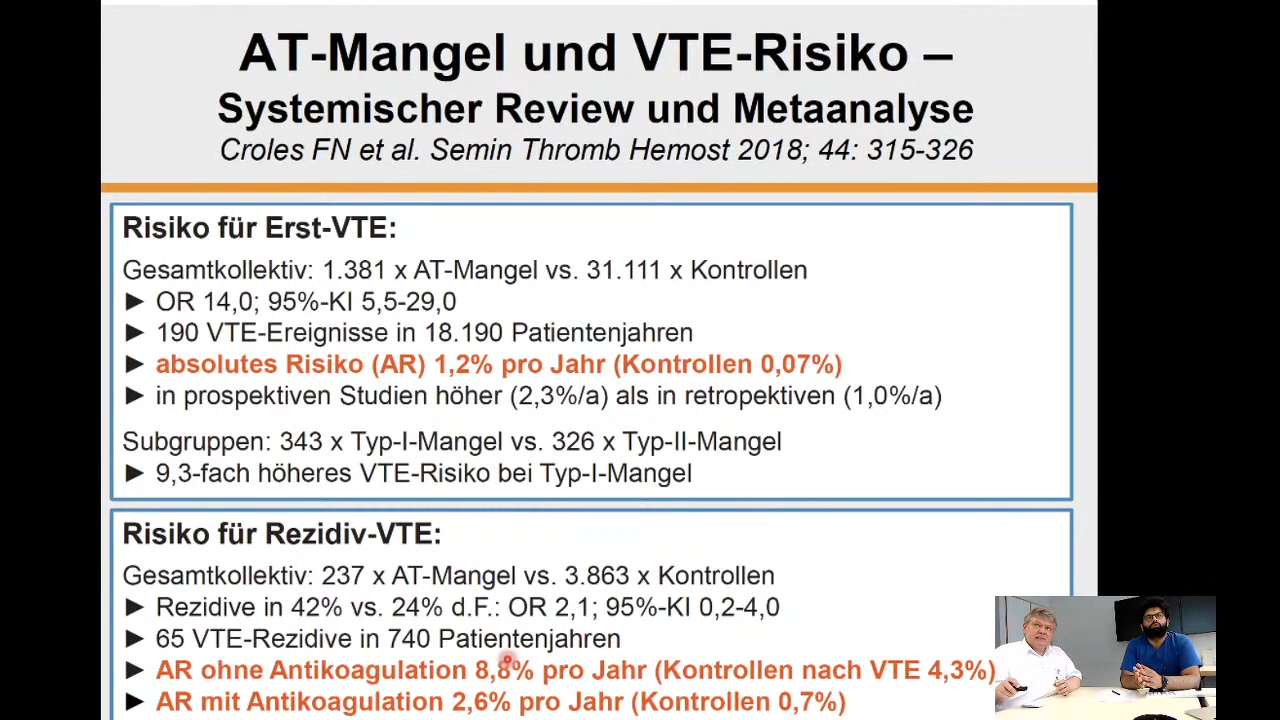 AT-Mangel und VTE-Risiko –
Systemischer Review und Metaanalyse
Croles FN et al. Semin Thromb Hemost 2018; 44: 315-326
Risiko für Erst-VTE:
Gesamtkollektiv: 1.381 x AT-Mangel vs. 31.111 x Kontrollen
► OR 14,0; 95%-KI 5,5-29,0
► 190 VTE-Ereignisse in 18.190 Patientenjahren
► absolutes Risiko (AR) 1,2% pro Jahr (Kontrollen 0,07%)
► in prospektiven Studien höher (2,3%/a) als in retropektiven (1,0%/a)
Subgruppen: 343 x Typ-I-Mangel vs. 326 x Typ-II-Mangel
► 9,3-fach höheres VTE-Risiko bei Typ-I-Mangel
Risiko für Rezidiv-VTE:
Gesamtkollektiv: 237 x AT-Mangel vs. 3.863 x Kontrollen
► Rezidive in 42% vs. 24% d.F.: OR 2,1; 95%-KI 0,2-4,0
► 65 VTE-Rezidive in 740 Patientenjahren
► AR ohne Antikoagulation 8,8% pro Jahr (Kontrollen nach VTE 4,3%)
► AR mit Antikoagulation 2,6% pro Jahr (Kontrollen 0,7%)